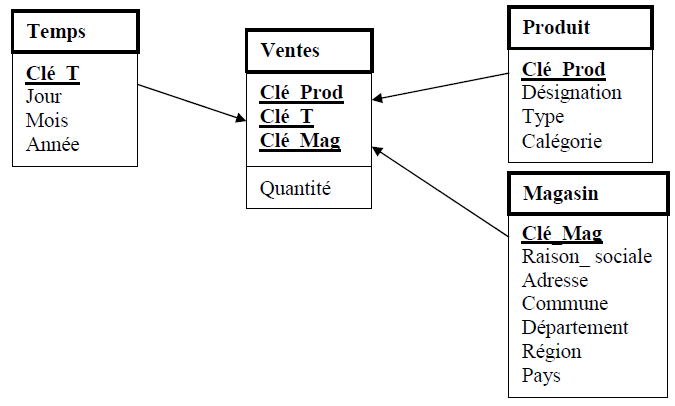 Temps
Clé_T
Jour
Mois
Année
Ventes
Clé_Prod
Clé_T
Clé_Mag
Quantité
Produit
Clé_Prod
Désignation
Type
Calégorie
Magasin
Clé_Mag
Raison_ sociale
Adresse
Commune
Département
Région
Pays